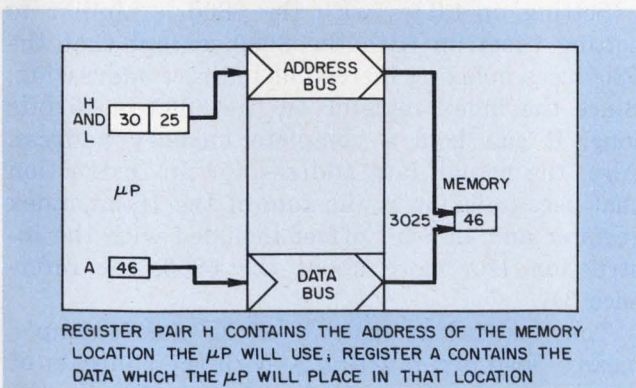 ADDRESS
BUS
H
AND
L
30 25
μP
MEMORY
3025 46
A 46
DATA
BUS
REGISTER PAIR H CONTAINS THE ADDRESS OF THE MEMORY
LOCATION THE μP WILL USE; REGISTER A CONTAINS THE
DATA WHICH THE μP WILL PLACE IN THAT LOCATION